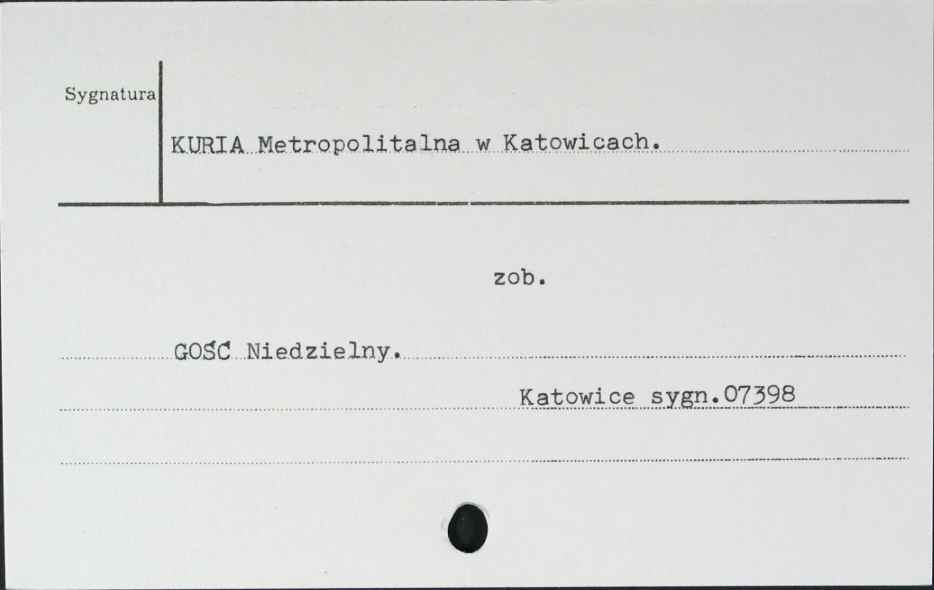 Sygnatura
KURIA Metropolitalna w Katowicach.
zob.
GOŚĆ Niedzielny.
Katowice sygn.07398